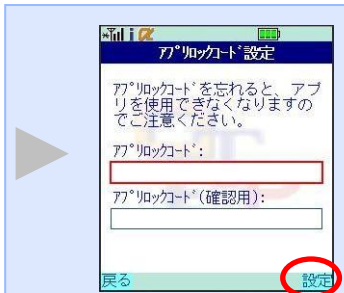 ｱﾌﾟﾘﾛｯｸｺｰﾄﾞ設定
ｱﾌﾟﾘﾛｯｸｺｰﾄﾞを忘れると、アプ
リを使用できなくなりますの
でご注意ください。
ｱﾌﾟﾘﾛｯｸｺｰﾄﾞ:
ｱﾌﾟﾘﾛｯｸｺｰﾄﾞ(確認用):
戻る 設定